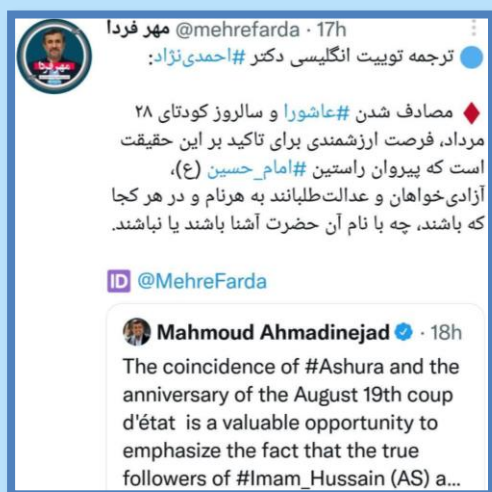 مهر فردا @mehrefarda · 17h
مهر فردا
🔵 ترجمه توییت انگلیسی دکتر #احمدی‌نژاد:
♦️ مصادف شدن #عاشورا و سالروز کودتای ۲۸
مرداد، فرصت ارزشمندی برای تاکید بر این حقیقت
است که پیروان راستین #امام_حسین (ع)،
آزادی‌خواهان و عدالت‌طلبانند به هرنام و در هر کجا
که باشند، چه با نام آن حضرت آشنا باشند یا نباشند.
🆔 @MehreFarda
Mahmoud Ahmadinejad · 18h
The coincidence of #Ashura and the
anniversary of the August 19th coup
d'état is a valuable opportunity to
emphasize the fact that the true
followers of #Imam_Hussain (AS) a...